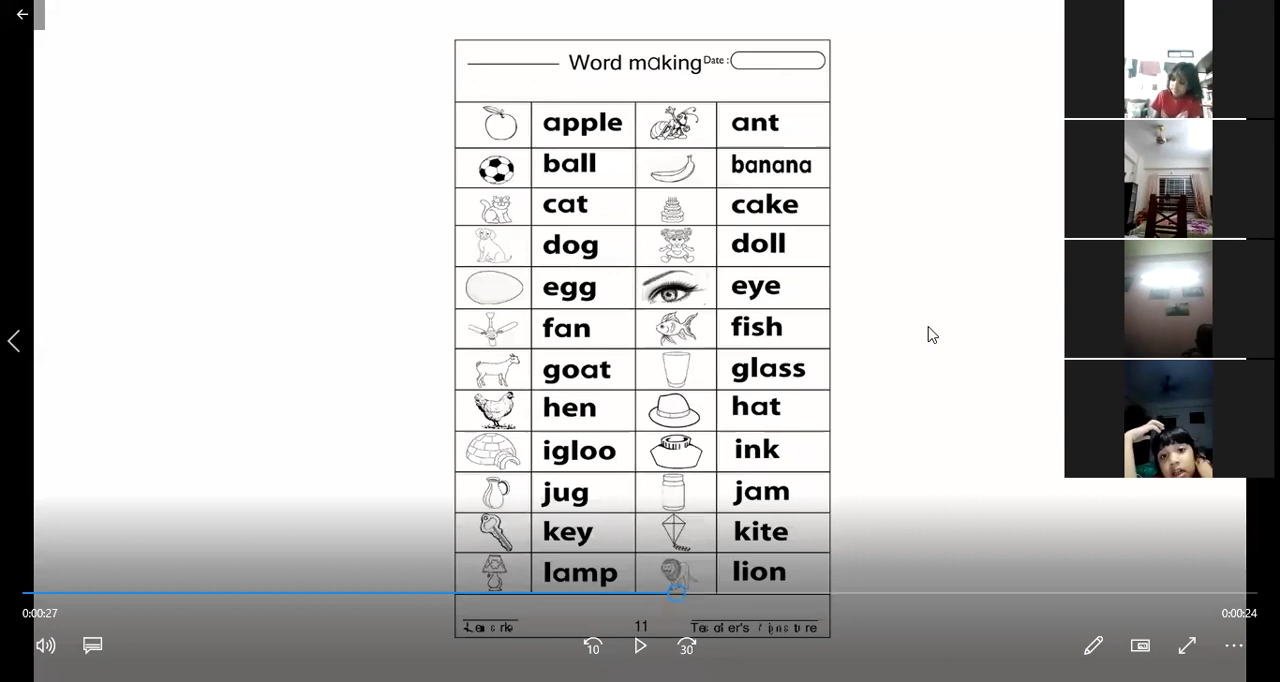 Word making Date :
apple ant
ball banana
cat cake
dog doll
egg eye
fan fish
goat glass
hen hat
igloo ink
jug jam
key kite
lamp lion
11
0:00:27 0:00:24
10 30